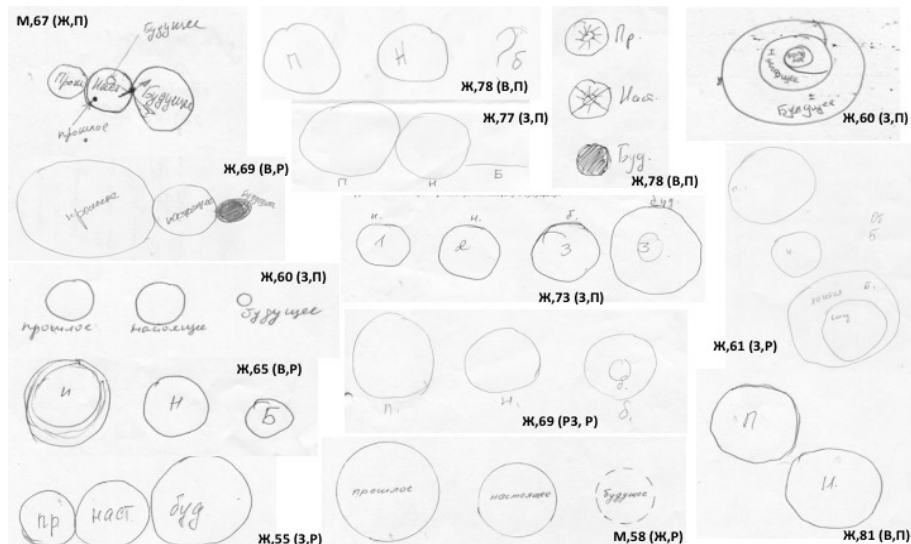 М,67 (Ж,П)
Будущее
Прош
Наст
Будущее
прошлое
П
Н
Б
Ж,78 (В,П)
Пр.
Наст.
Буд.
Ж,78 (В,П)
Будущее
Ж,60 (З,П)
П
Н
Б
Ж,77 (З,П)
Ж,69 (В,Р)
прошлое
настоящее
будущее
Ж,60 (З,П)
прошлое
настоящее
будущее
н.
б.
буд.
1
2
3
3
Ж,73 (З,П)
п.
н
Б
б.
Ж,61 (З,Р)
Ж,65 (В,Р)
Н
Б
П.
Н.
б.
б.
Ж,69 (РЗ, Р)
П
Н.
Ж,81 (В,П)
пр
наст.
буд
Ж,55 (З,Р)
прошлое
настоящее
будущее
М,58 (Ж,Р)